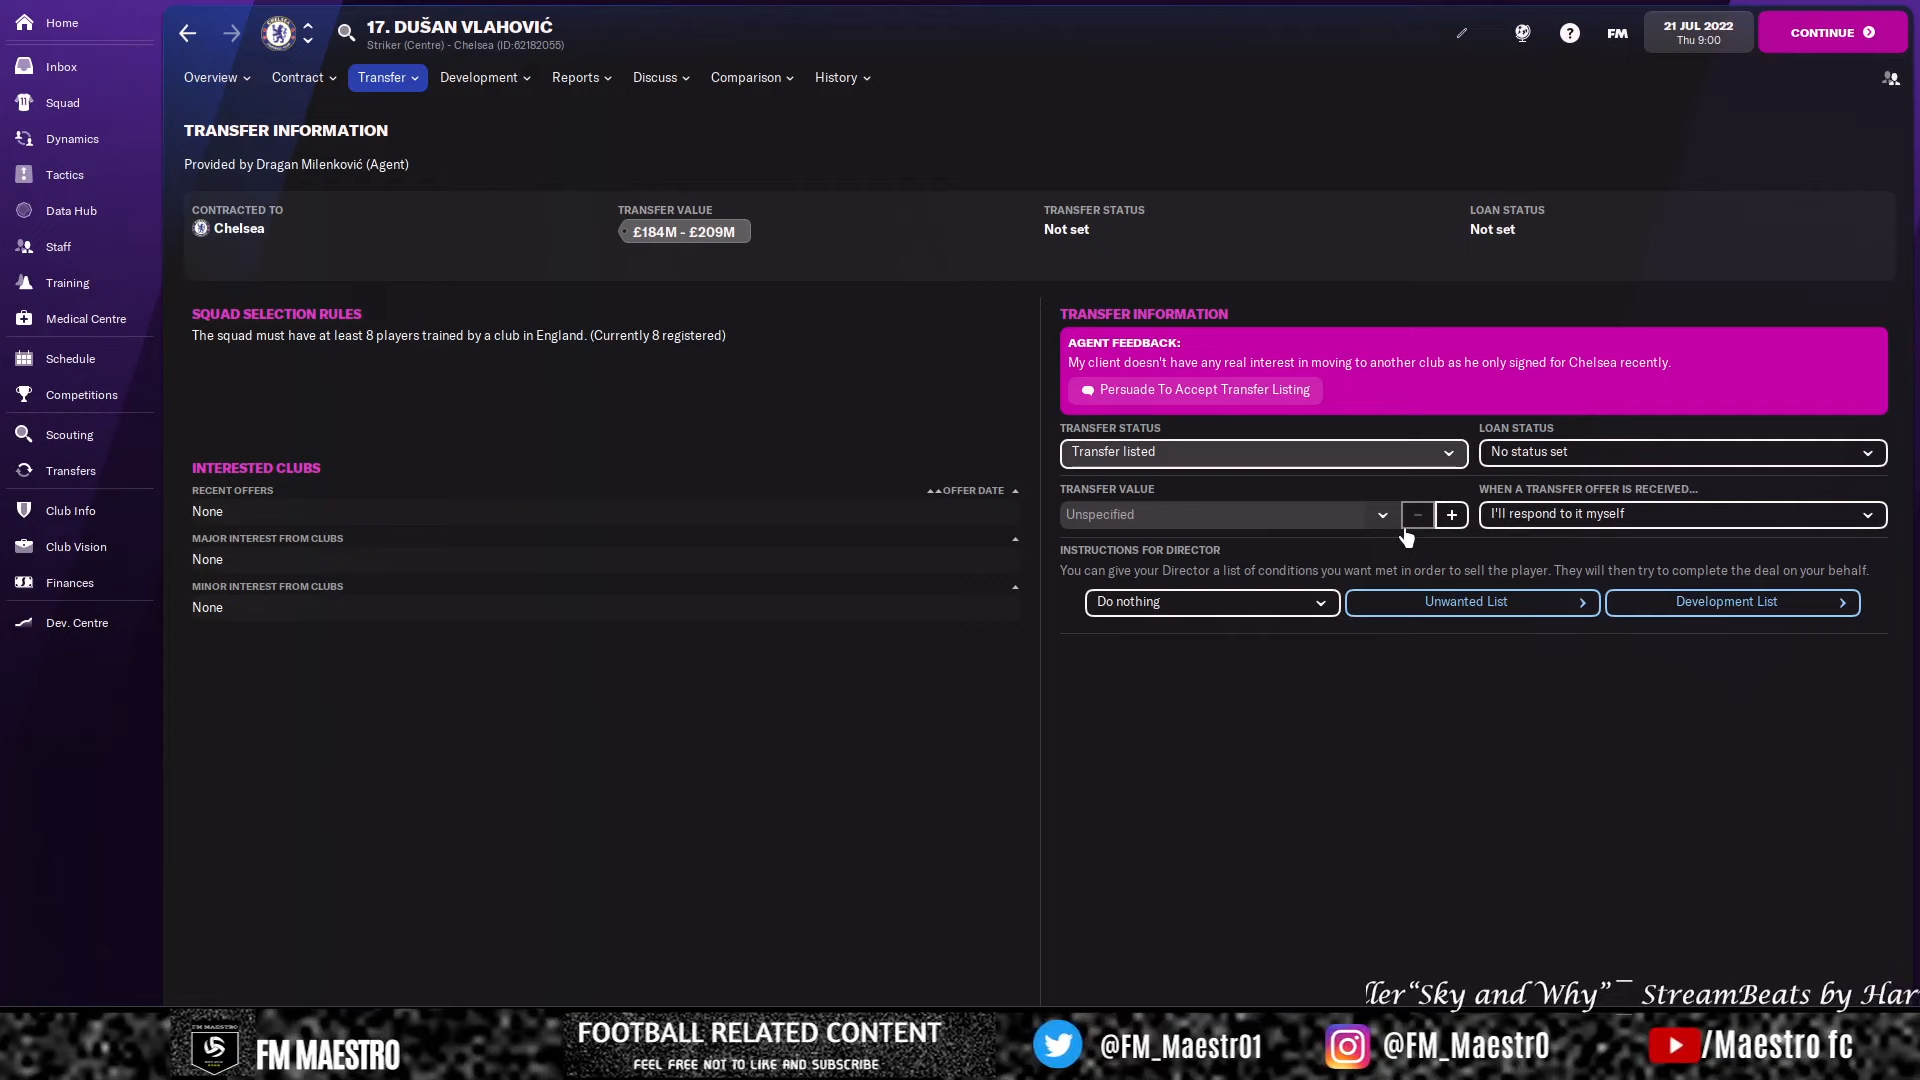 Home
Inbox
Squad
Dynamics
Tactics
Data Hub
Staff
Training
Medical Centre
Schedule
Competitions
Scouting
Transfers
Club Info
Club Vision
Finances
Dev. Centre
17. DUŠAN VLAHOVIĆ
Striker (Centre) - Chelsea (ID:62182055)
FM
21 JUL 2022
Thu 9:00
CONTINUE
Overview
Contract
Transfer
Development
Reports
Discuss
Comparison
History
TRANSFER INFORMATION
Provided by Dragan Milenković (Agent)
CONTRACTED TO
Chelsea
TRANSFER VALUE
£184M - £209M
TRANSFER STATUS
Not set
LOAN STATUS
Not set
SQUAD SELECTION RULES
The squad must have at least 8 players trained by a club in England. (Currently 8 registered)
INTERESTED CLUBS
RECENT OFFERS
OFFER DATE
None
MAJOR INTEREST FROM CLUBS
None
MINOR INTEREST FROM CLUBS
None
TRANSFER INFORMATION
AGENT FEEDBACK:
My client doesn't have any real interest in moving to another club as he only signed for Chelsea recently.
Persuade To Accept Transfer Listing
TRANSFER STATUS
Transfer listed
LOAN STATUS
No status set
TRANSFER VALUE
Unspecified
WHEN A TRANSFER OFFER IS RECEIVED...
I'll respond to it myself
INSTRUCTIONS FOR DIRECTOR
You can give your Director a list of conditions you want met in order to sell the player. They will then try to complete the deal on your behalf.
Do nothing
Unwanted List
Development List
ller "Sky and Why" — StreamBeats by Har
FM MAESTRO
FM MAESTRO
FOOTBALL RELATED CONTENT
FEEL FREE NOT TO LIKE AND SUBSCRIBE
@FM_Maestr01
@FM_Maestr0
/Maestro fc